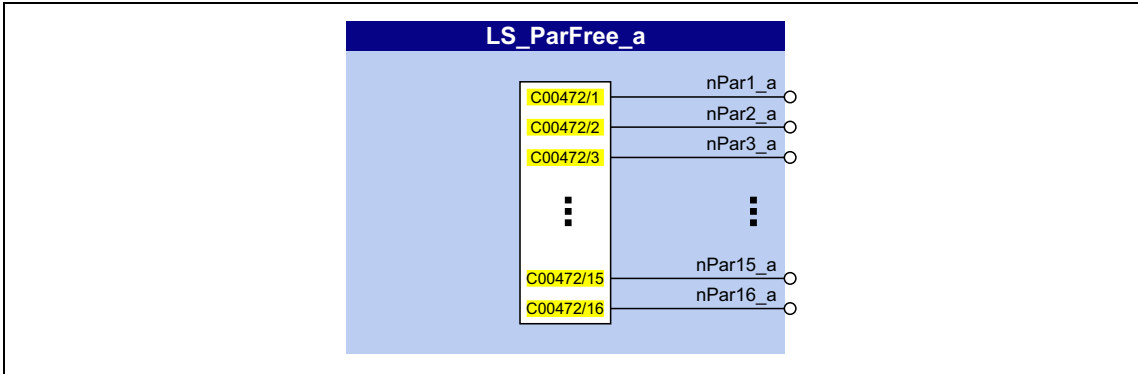 LS_ParFree_a
C00472/1 nPar1_a
C00472/2 nPar2_a
C00472/3 nPar3_a
C00472/15 nPar15_a
C00472/16 nPar16_a